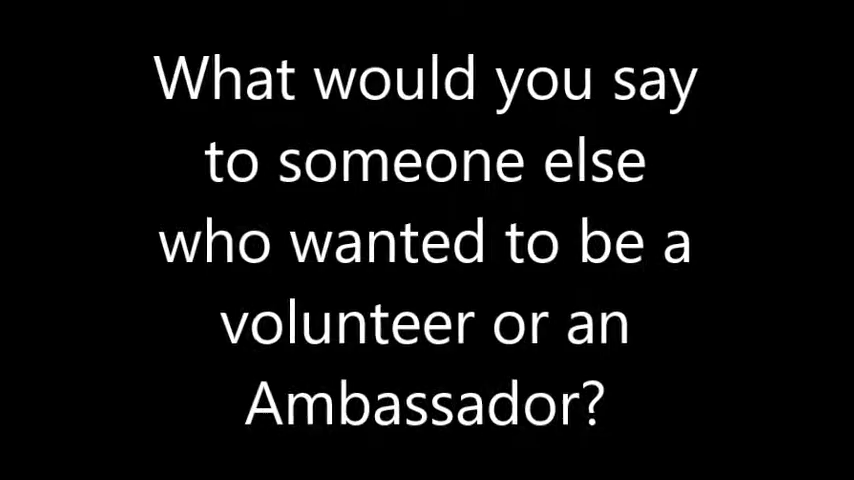 What would you say
to someone else
who wanted to be a
volunteer or an
Ambassador?